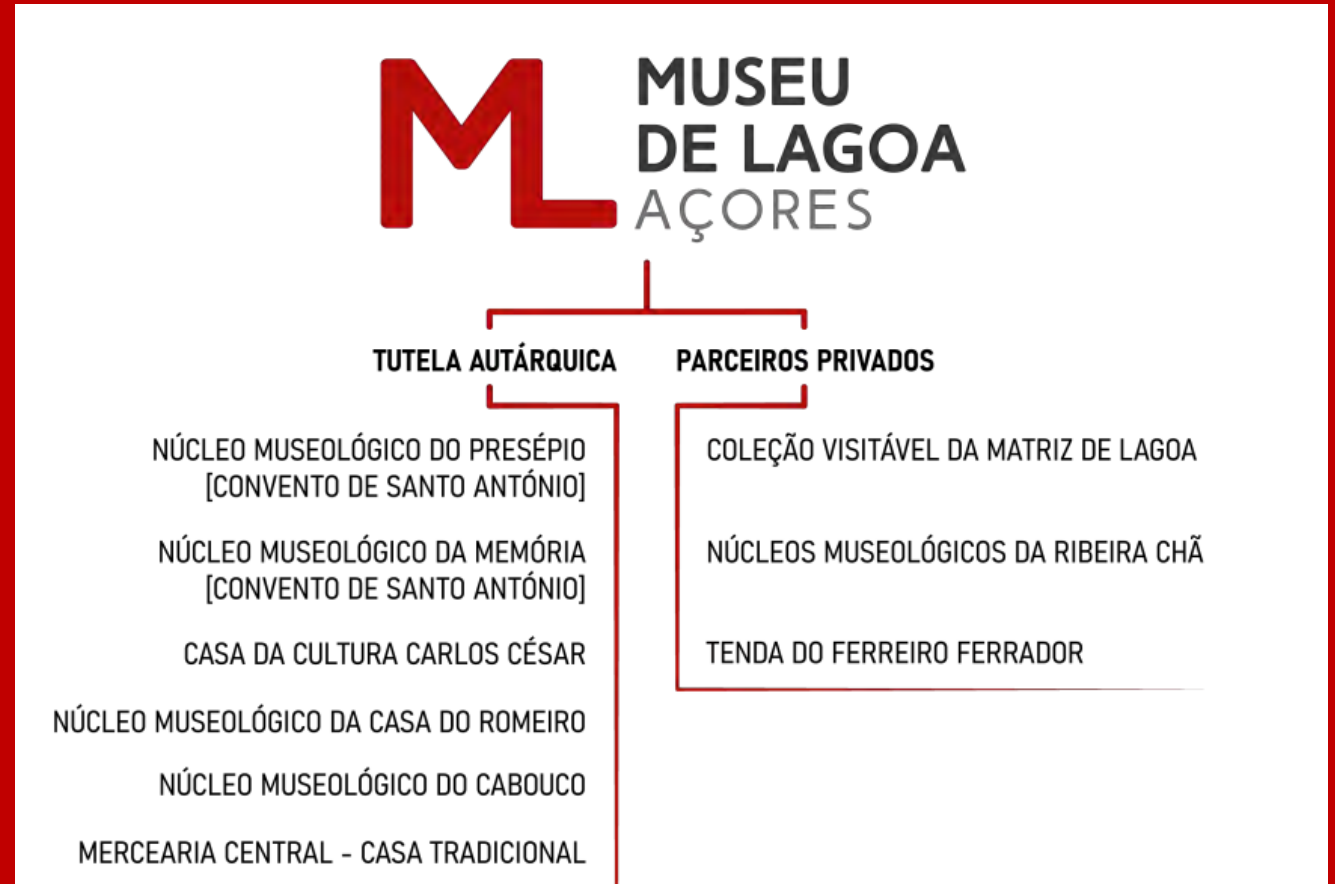 ML
MUSEU
DE LAGOA
AÇORES
TUTELA AUTÁRQUICA
NÚCLEO MUSEOLÓGICO DO PRESÉPIO
[CONVENTO DE SANTO ANTÓNIO]
NÚCLEO MUSEOLÓGICO DA MEMÓRIA
[CONVENTO DE SANTO ANTÓNIO]
CASA DA CULTURA CARLOS CÉSAR
NÚCLEO MUSEOLÓGICO DA CASA DO ROMEIRO
NÚCLEO MUSEOLÓGICO DO CABOUCO
MERCEARIA CENTRAL - CASA TRADICIONAL
PARCEIROS PRIVADOS
COLEÇÃO VISITÁVEL DA MATRIZ DE LAGOA
NÚCLEOS MUSEOLÓGICOS DA RIBEIRA CHÃ
TENDA DO FERREIRO FERRADOR